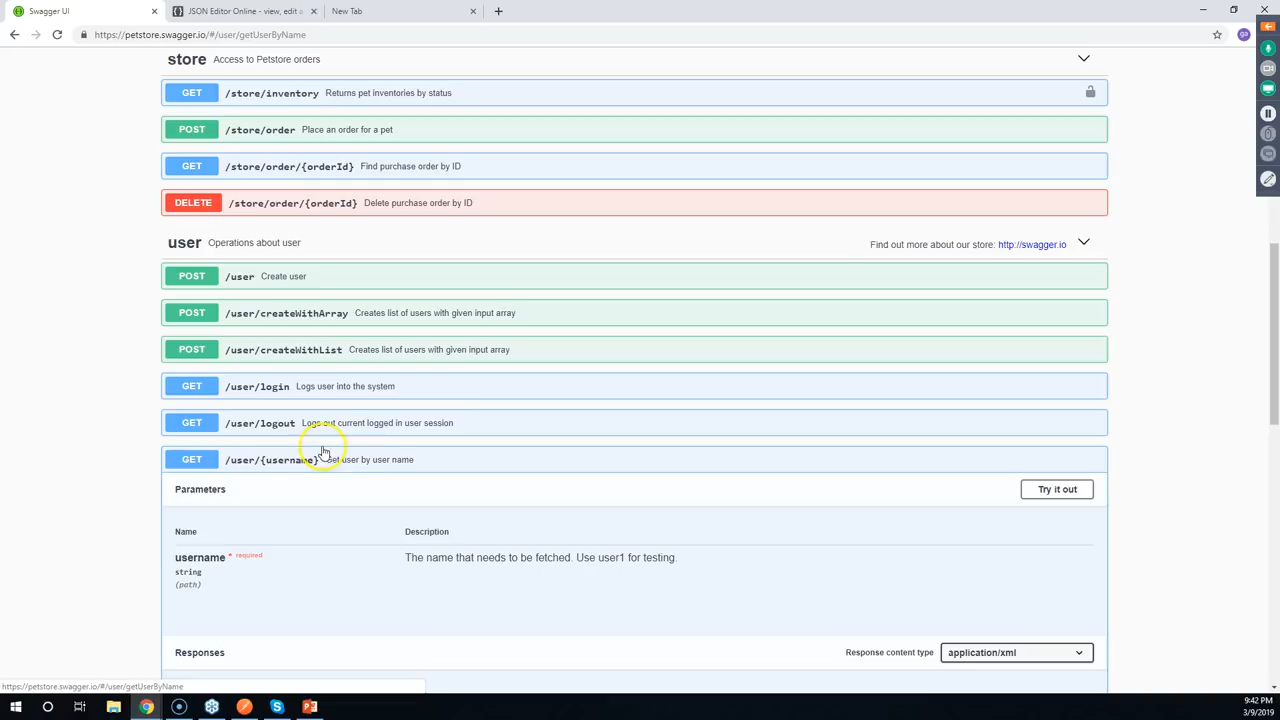 Swagger UI
JSON Editor Online - view, edit a
New Tab
https://petstore.swagger.io/#/user/getUserByName
ga
store Access to Petstore orders
GET /store/inventory Returns pet inventories by status
POST /store/order Place an order for a pet
GET /store/order/{orderId} Find purchase order by ID
DELETE /store/order/{orderId} Delete purchase order by ID
user Operations about user Find out more about our store: http://swagger.io
POST /user Create user
POST /user/createWithArray Creates list of users with given input array
POST /user/createWithList Creates list of users with given input array
GET /user/login Logs user into the system
GET /user/logout Logs out current logged in user session
GET /user/{username} Get user by user name
Parameters Try it out
Name Description
username * required The name that needs to be fetched. Use user1 for testing.
string
(path)
Responses Response content type application/xml
https://petstore.swagger.io/#/user/getUserByName
9:42 PM
3/9/2019